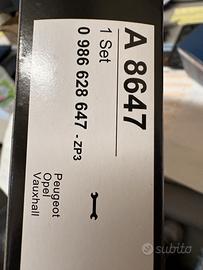 A 8647
1 Set
0 986 628 647 - ZP3
Peugeot
Opel
Vauxhall
subito